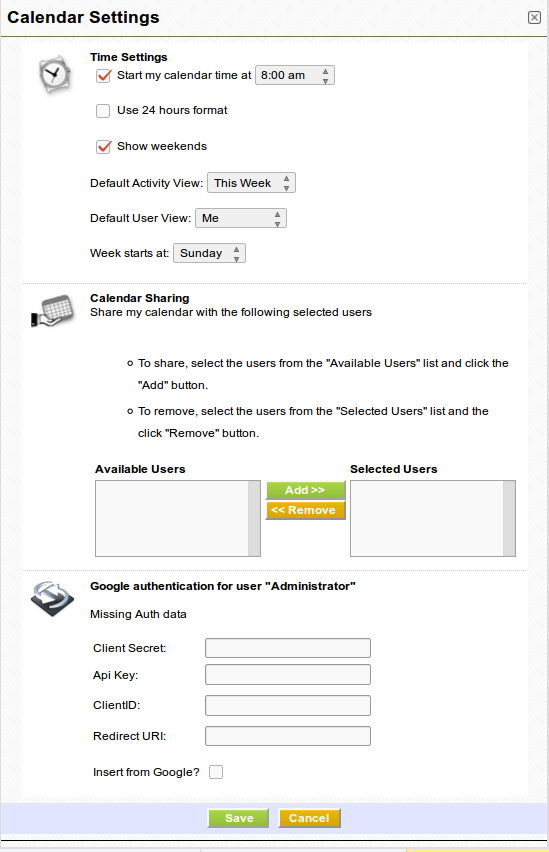 Calendar Settings
Time Settings
Start my calendar time at 8:00 am
Use 24 hours format
Show weekends
Default Activity View: This Week
Default User View: Me
Week starts at: Sunday
Calendar Sharing
Share my calendar with the following selected users
To share, select the users from the "Available Users" list and click the
"Add" button.
To remove, select the users from the "Selected Users" list and the
click "Remove" button.
Available Users
Selected Users
Add >>
<< Remove
Google authentication for user "Administrator"
Missing Auth data
Client Secret:
Api Key:
ClientID:
Redirect URI:
Insert from Google?
Save Cancel